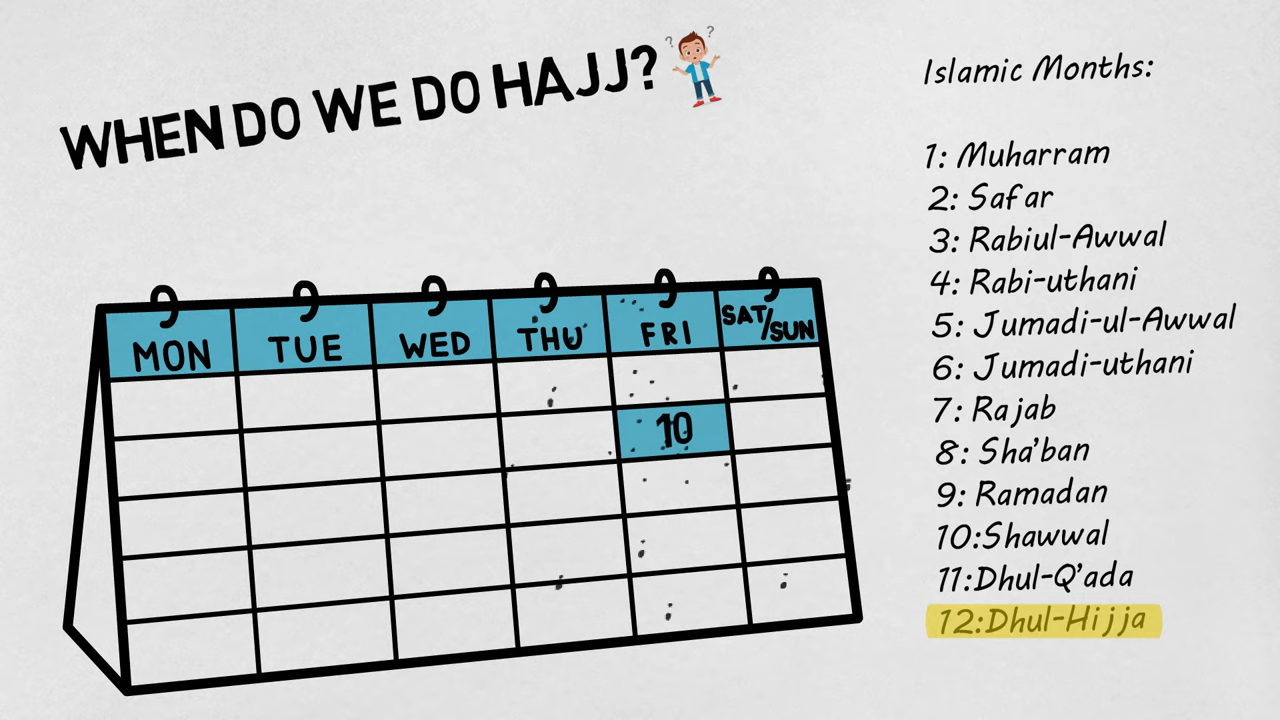 WHEN DO WE DO HAJJ?
? ?
MON TUE WED THU FRI SAT/SUN
10
Islamic Months:
1: Muharram
2: Safar
3: Rabiul-Awwal
4: Rabi-uthani
5: Jumadi-ul-Awwal
6: Jumadi-uthani
7: Rajab
8: Sha'ban
9: Ramadan
10:Shawwal
11:Dhul-Q'ada
12:Dhul-Hijja